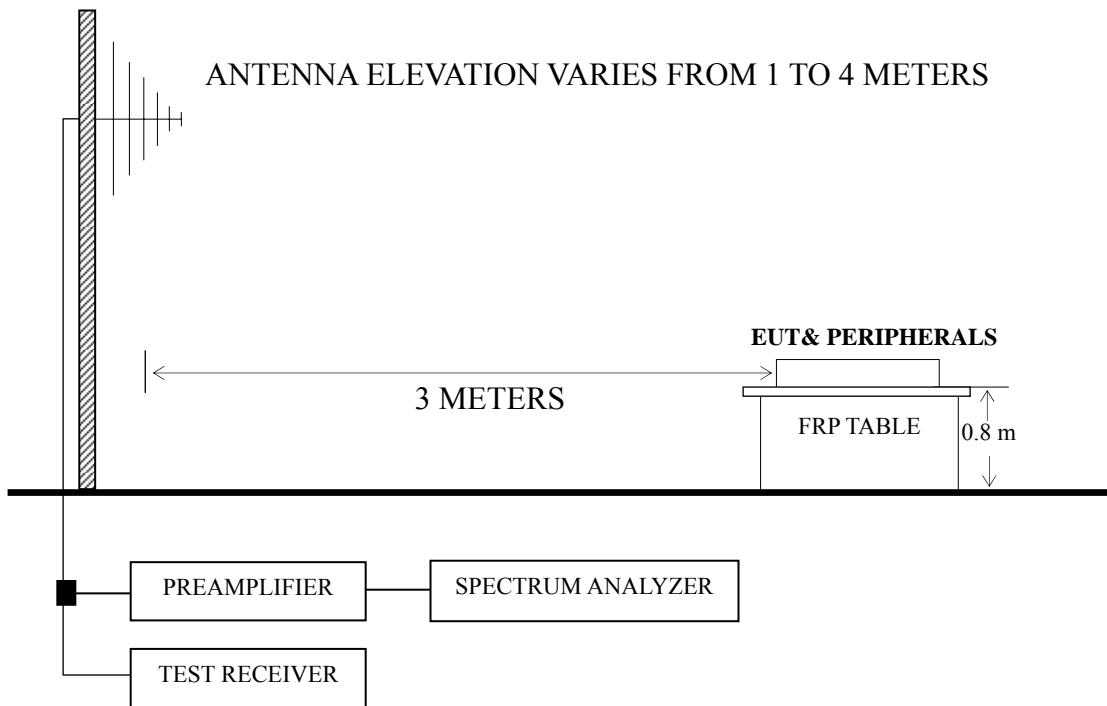 ANTENNA ELEVATION VARIES FROM 1 TO 4 METERS
EUT& PERIPHERALS
3 METERS
FRP TABLE
0.8 m
PREAMPLIFIER
SPECTRUM ANALYZER
TEST RECEIVER